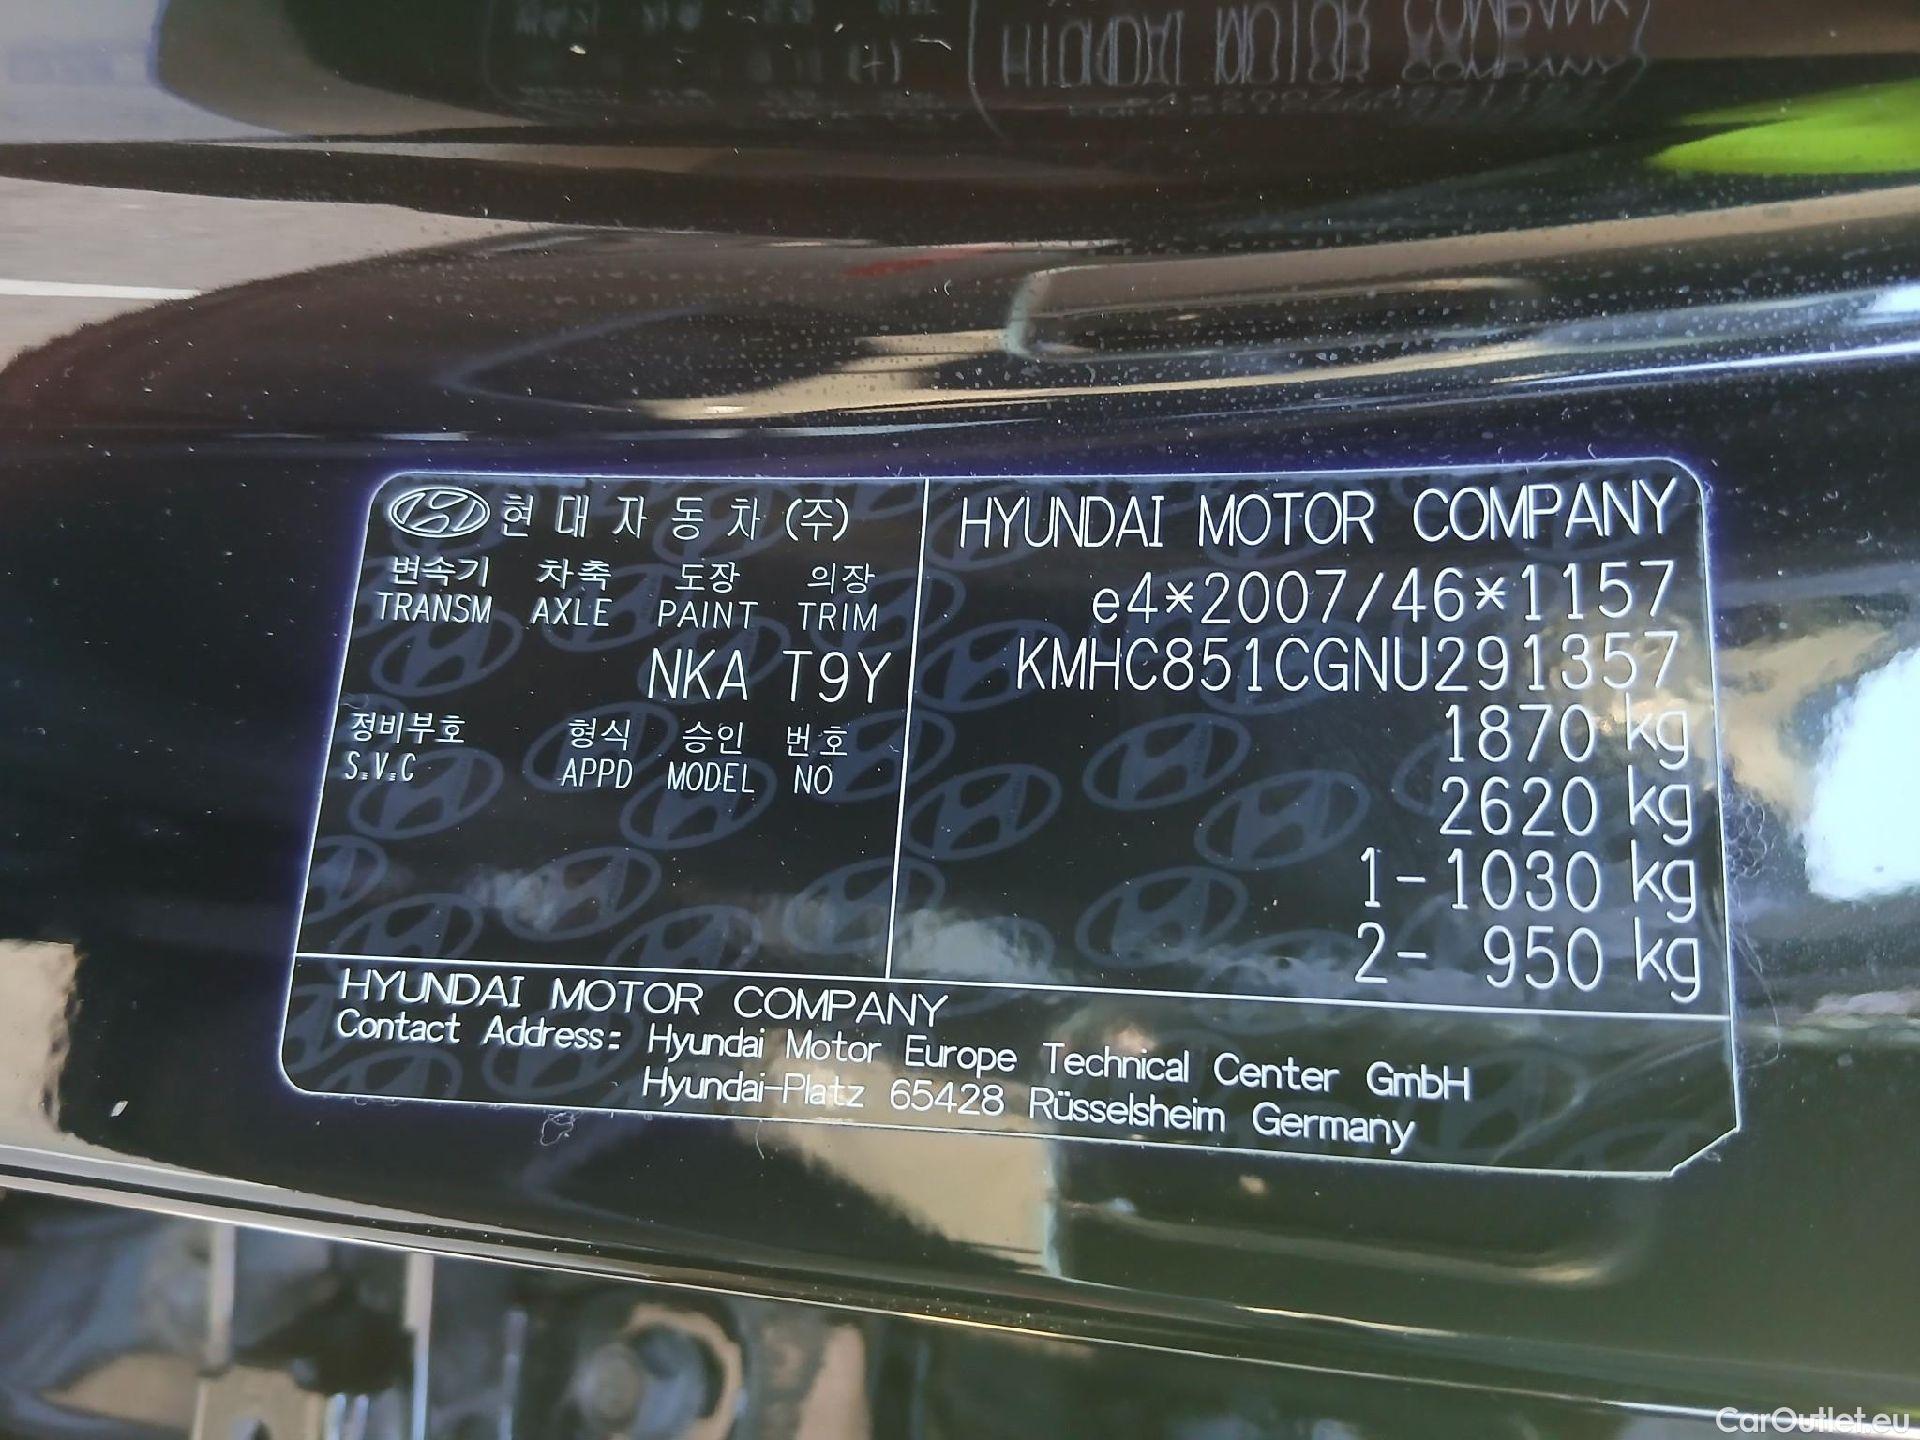 현대자동차(주)
변속기 차축 도장 의장
TRANSM AXLE PAINT TRIM
NKA T9Y
정비부호 형식 승인 번호
S.V.C APPD MODEL NO
HYUNDAI MOTOR COMPANY
e4*2007/46*1157
KMHC851CGNU291357
1870 kg
2620 kg
1-1030 kg
2- 950 kg
HYUNDAI MOTOR COMPANY
Contact Address: Hyundai Motor Europe Technical Center GmbH
Hyundai-Platz 65428 Rüsselsheim Germany
CarOutlet.eu